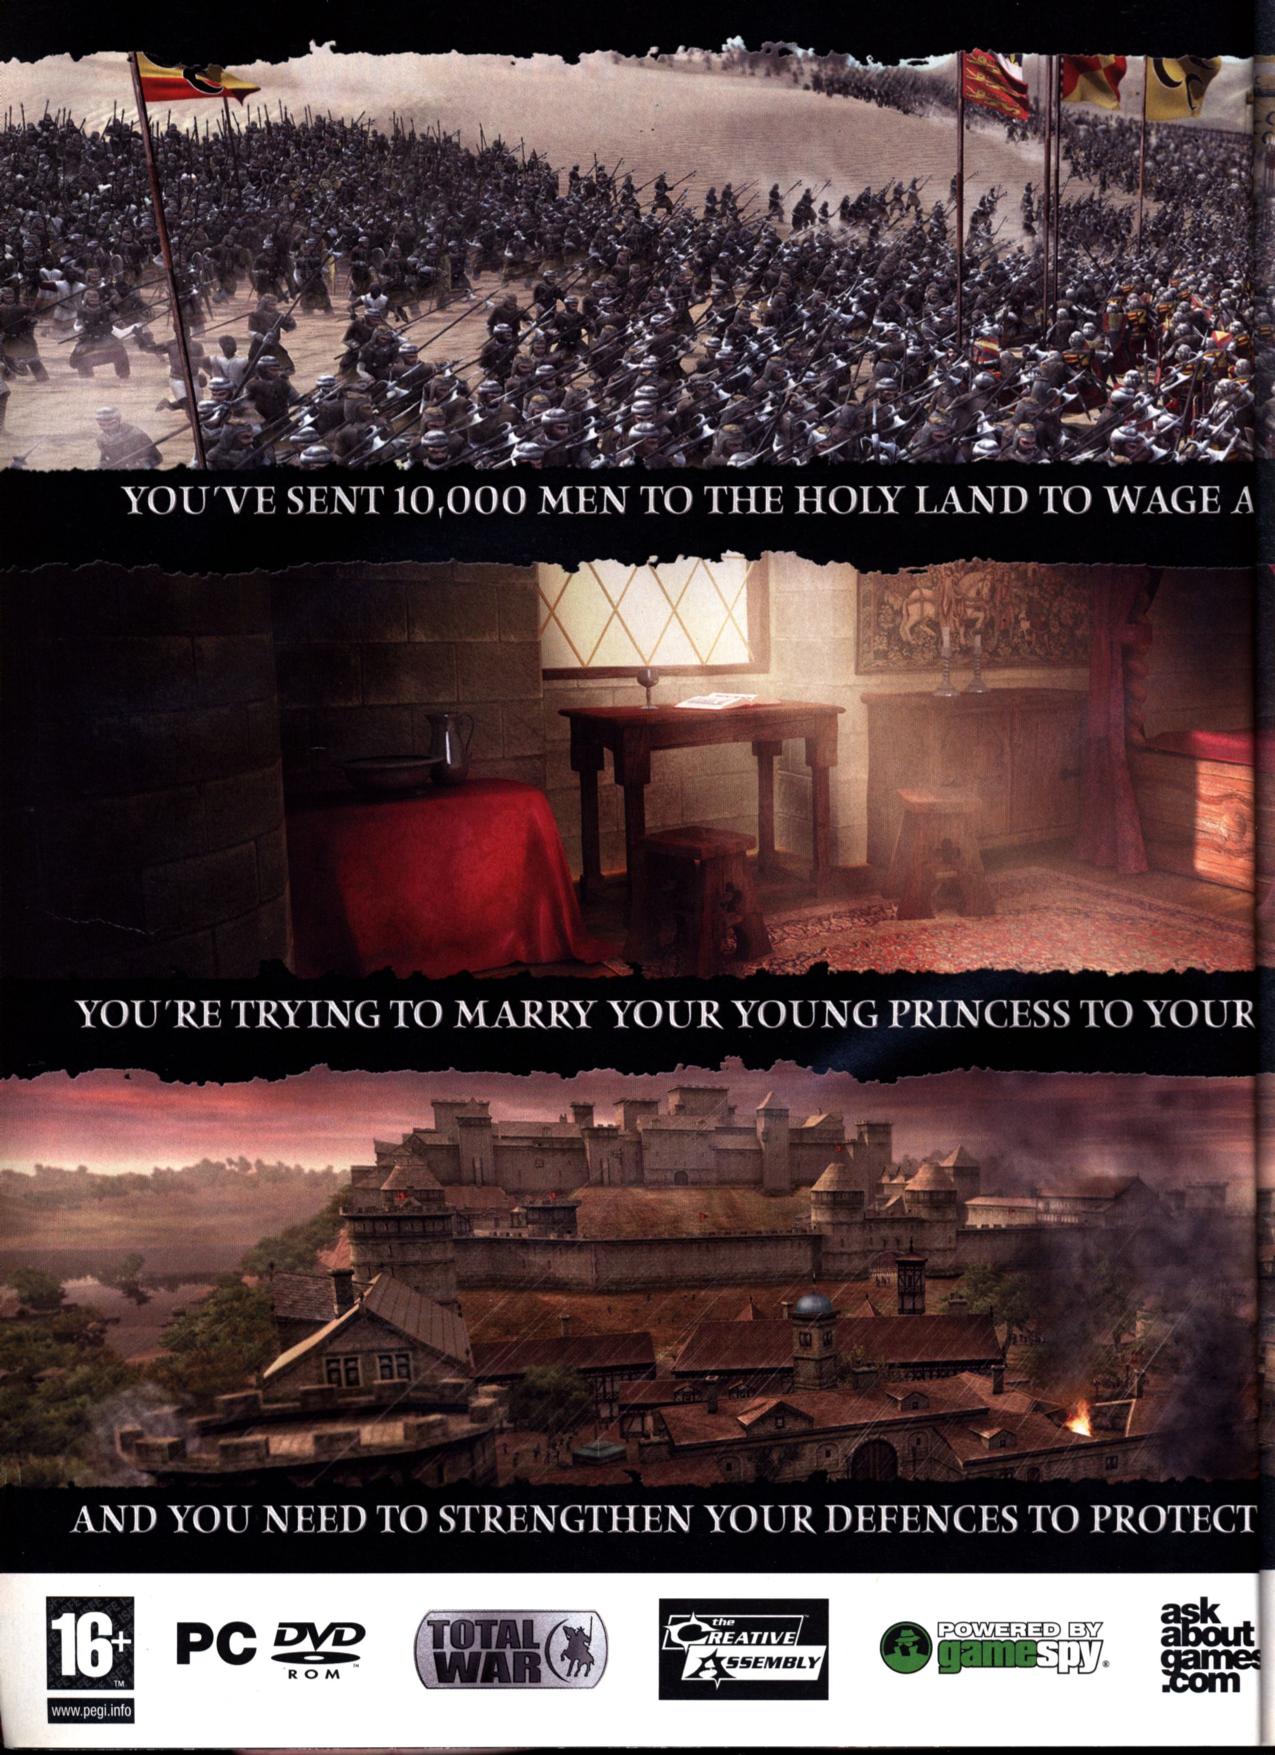 YOU'VE SENT 10,000 MEN TO THE HOLY LAND TO WAGE A
YOU'RE TRYING TO MARRY YOUR YOUNG PRINCESS TO YOUR
AND YOU NEED TO STRENGTHEN YOUR DEFENCES TO PROTECT
16+
TM
www.pegi.info
PC DVD
ROM
TOTAL
WAR
the
CREATIVE
ASSEMBLY
POWERED BY
gamespy
ask
about
games
.com